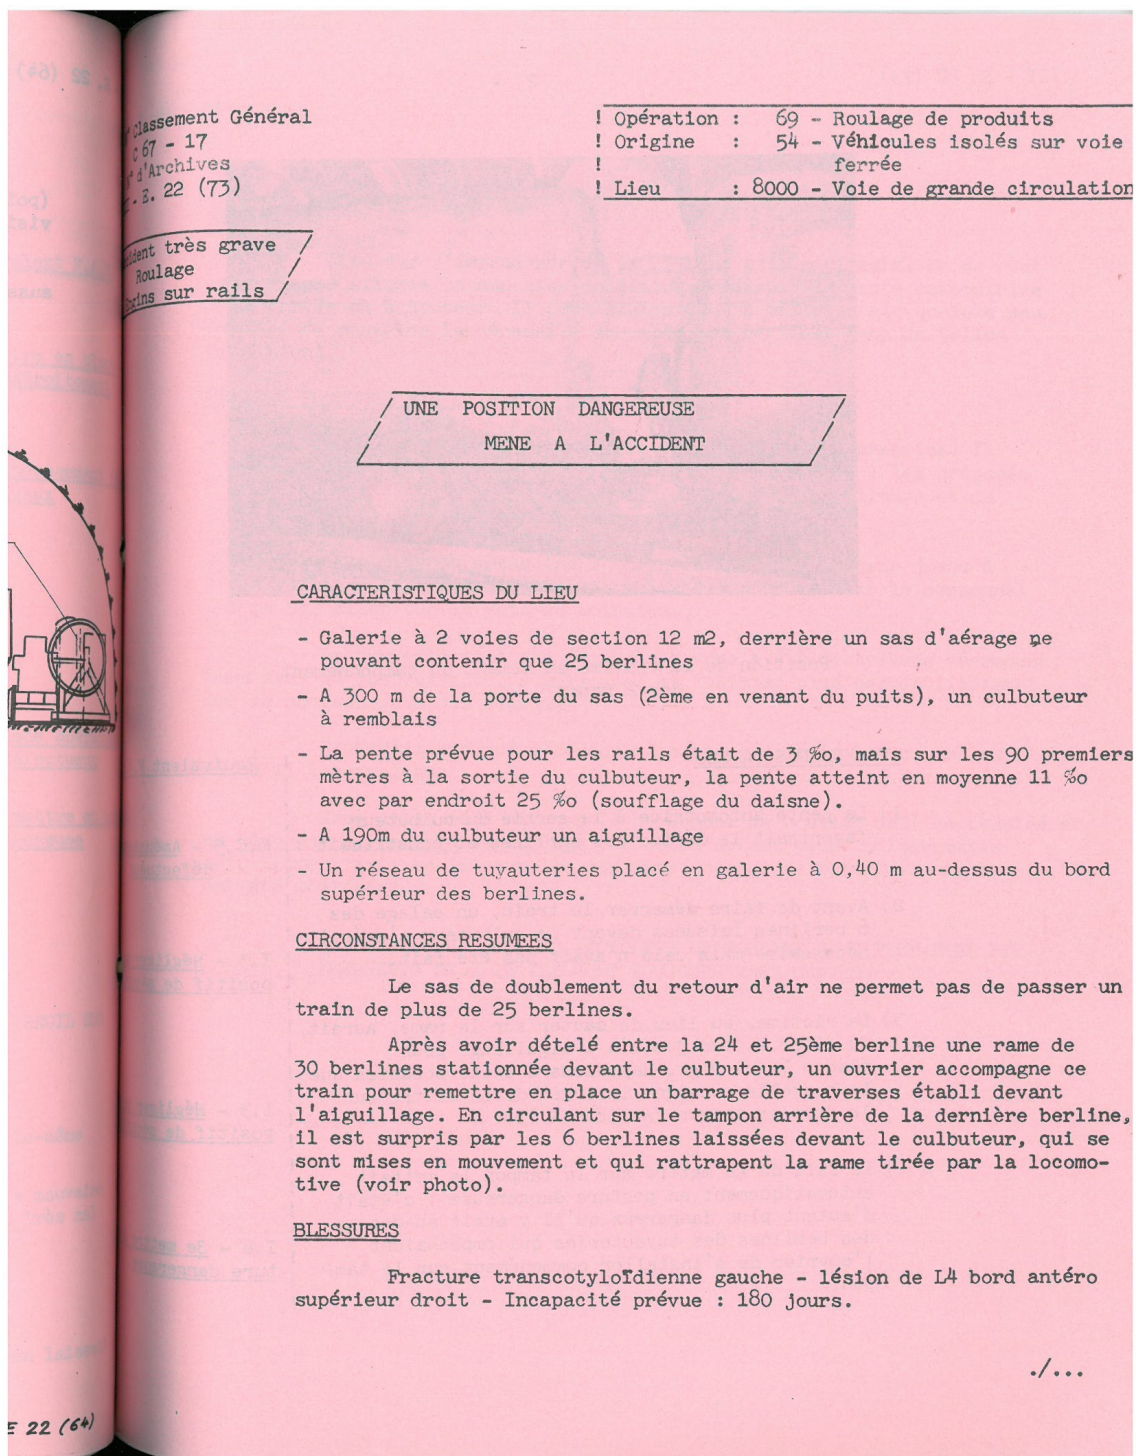 Classement Général
C 67 - 17
d'Archives
E. 22 (73)
! Opération : 69 - Roulage de produits
! Origine : 54 - Véhicules isolés sur voie
! ferrée
! Lieu : 8000 - Voie de grande circulation
très grave
Roulage
sur rails
UNE POSITION DANGEREUSE
MENE A L'ACCIDENT
CARACTERISTIQUES DU LIEU
- Galerie à 2 voies de section 12 m2, derrière un sas d'aérage ne
pouvant contenir que 25 berlines
- A 300 m de la porte du sas (2ème en venant du puits), un culbuteur
à remblais
- La pente prévue pour les rails était de 3 %o, mais sur les 90 premiers
mètres à la sortie du culbuteur, la pente atteint en moyenne 11 %o
avec par endroit 25 %o (soufflage du daisne).
- A 190m du culbuteur un aiguillage
- Un réseau de tuyauteries placé en galerie à 0,40 m au-dessus du bord
supérieur des berlines.
CIRCONSTANCES RESUMEES
Le sas de doublement du retour d'air ne permet pas de passer un
train de plus de 25 berlines.
Après avoir dételé entre la 24 et 25ème berline une rame de
30 berlines stationnée devant le culbuteur, un ouvrier accompagne ce
train pour remettre en place un barrage de traverses établi devant
l'aiguillage. En circulant sur le tampon arrière de la dernière berline,
il est surpris par les 6 berlines laissées devant le culbuteur, qui se
sont mises en mouvement et qui rattrapent la rame tirée par la locomo-
tive (voir photo).
BLESSURES
Fracture transcotyloïdienne gauche - lésion de L4 bord antéro
supérieur droit - Incapacité prévue : 180 jours.
./...
E 22 (64)